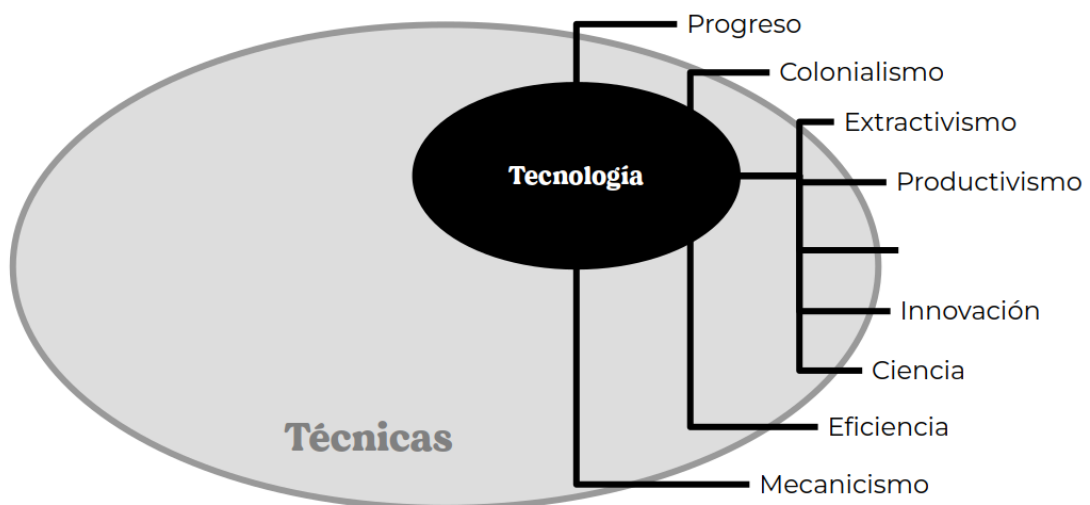 Progreso
Colonialismo
Extractivismo
Tecnología
Productivismo
Innovación
Ciencia
Eficiencia
Técnicas
Mecanicismo